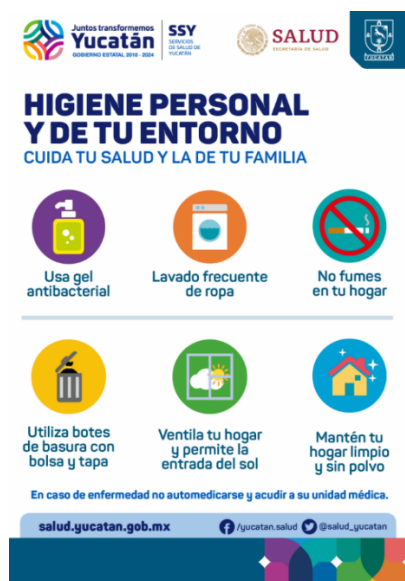 Juntos transformemos
Yucatán
GOBIERNO ESTATAL 2018 - 2024
SSY
SERVICIOS
DE SALUD DE
YUCATÁN
SALUD
SECRETARÍA DE SALUD
YUCATÁN
HIGIENE PERSONAL
Y DE TU ENTORNO
CUIDA TU SALUD Y LA DE TU FAMILIA
Usa gel
antibacterial
Lavado frecuente
de ropa
No fumes
en tu hogar
Utiliza botes
de basura con
bolsa y tapa
Ventila tu hogar
y permite la
entrada del sol
Mantén tu
hogar limpio
y sin polvo
En caso de enfermedad no automedicarse y acudir a su unidad médica.
salud.yucatan.gob.mx
/yucatan.salud
@salud_yucatan